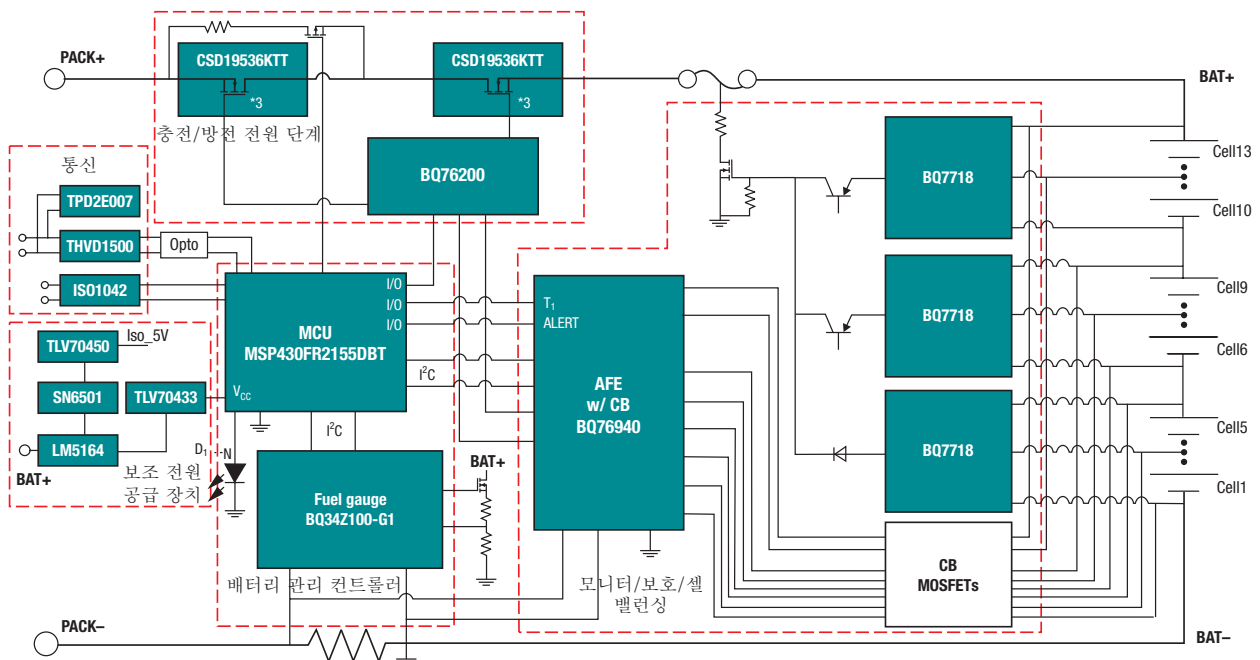 PACK+
CSD19536KTT
*3
CSD19536KTT
*3
BAT+
충전/방전 전원 단계
BQ76200
통신
TPD2E007
THVD1500
Opto
ISO1042
BQ7718
Cell13
Cell10
I/O
I/O
I/O
MCU
MSP430FR2155DBT
VCC
I²C
I²C
T1
ALERT
AFE
w/ CB
BQ76940
BQ7718
Cell9
Cell6
TLV70450
Iso_5V
SN6501
TLV70433
LM5164
BAT+
보조 전원
공급 장치
D1...N
BQ7718
Cell5
Cell1
Fuel gauge
BQ34Z100-G1
BAT+
배터리 관리 컨트롤러
모니터/보호/셀
밸런싱
CB
MOSFETs
PACK–
BAT–